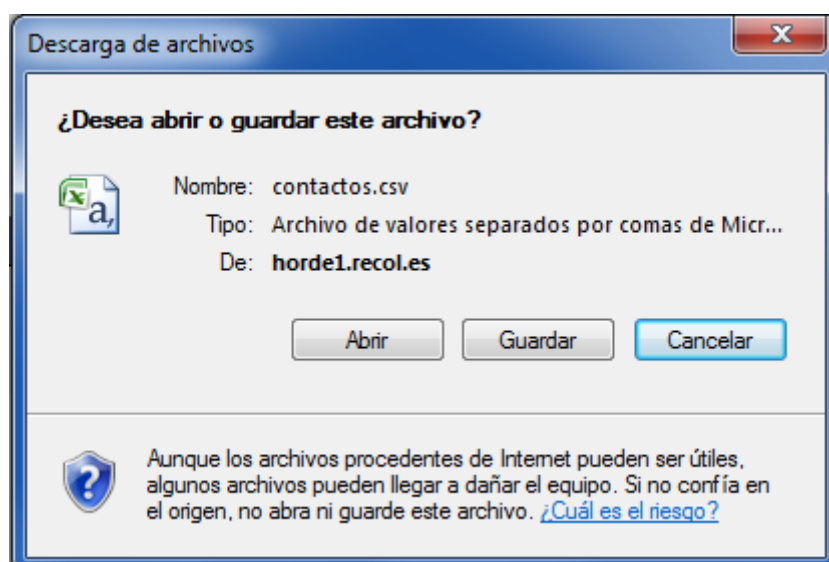 Descarga de archivos
¿Desea abrir o guardar este archivo?
Nombre: contactos.csv
Tipo: Archivo de valores separados por comas de Micr...
De: horde1.recol.es
Abrir Guardar Cancelar
Aunque los archivos procedentes de Internet pueden ser útiles,
algunos archivos pueden llegar a dañar el equipo. Si no confía en
el origen, no abra ni guarde este archivo. ¿Cuál es el riesgo?